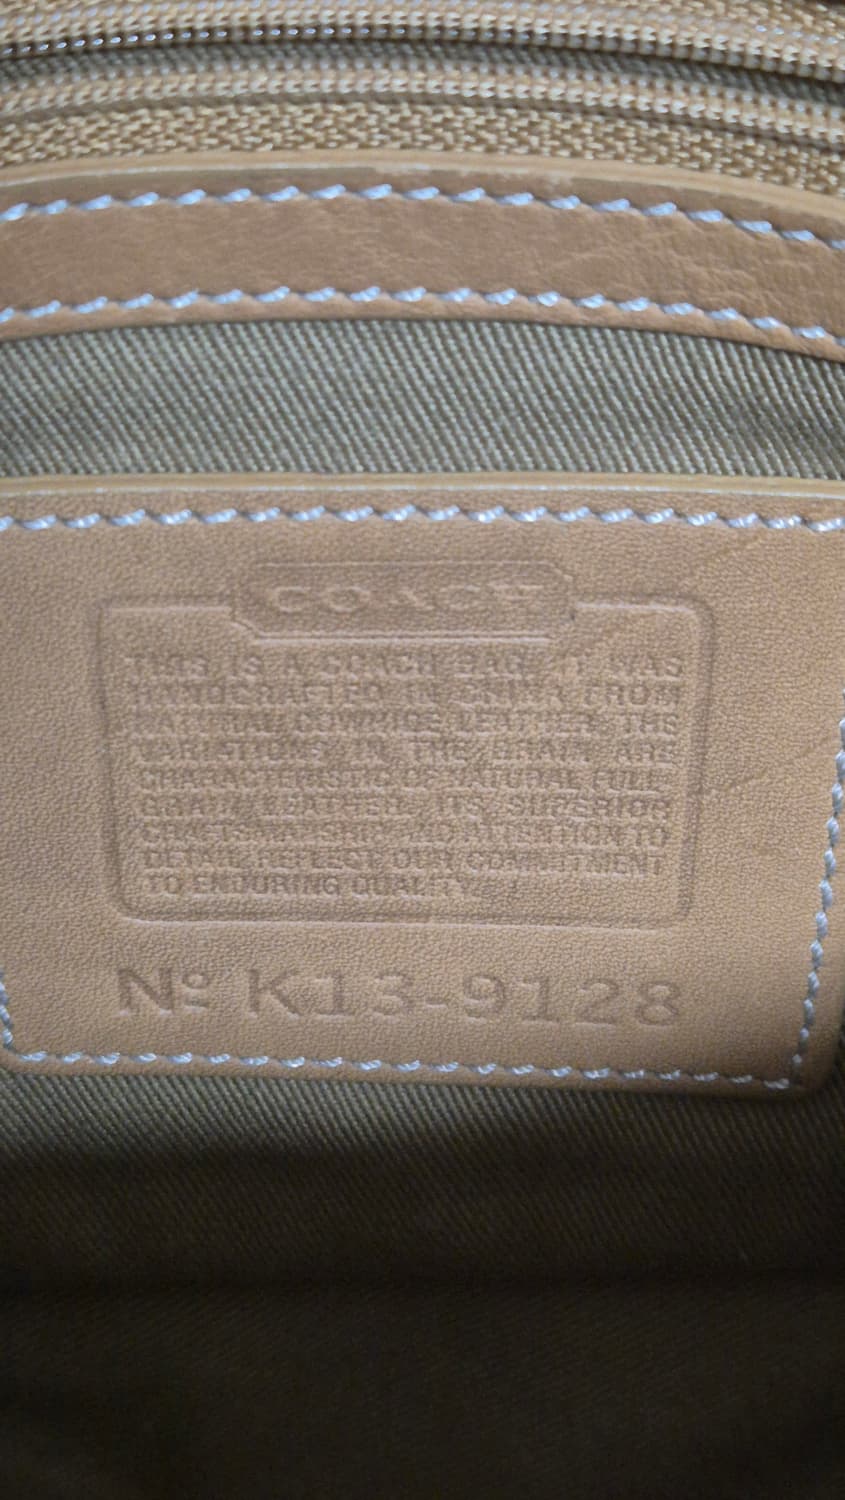 COACH
THIS IS A COACH BAG. IT WAS
HANDCRAFTED IN CHINA FROM
NATURAL COWHIDE LEATHER. THE
VARIATIONS IN THE GRAIN ARE
CHARACTERISTIC OF NATURAL FULL
GRAIN LEATHER. ITS SUPERIOR
CRAFTSMANSHIP AND ATTENTION TO
DETAIL REFLECT OUR COMMITMENT
TO ENDURING QUALITY.
Nº K13-9128